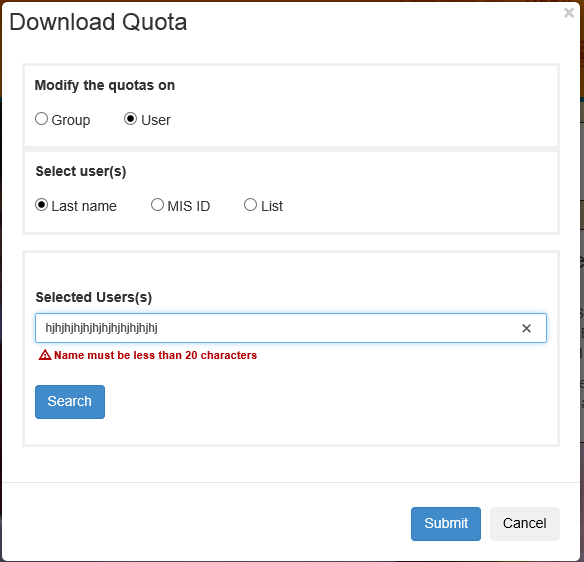 Download Quota
Modify the quotas on
Group User
Select user(s)
Last name MIS ID List
Selected Users(s)
hjhjhjhjhjhjhjhjhjhjhjhj
Name must be less than 20 characters
Search
Submit Cancel